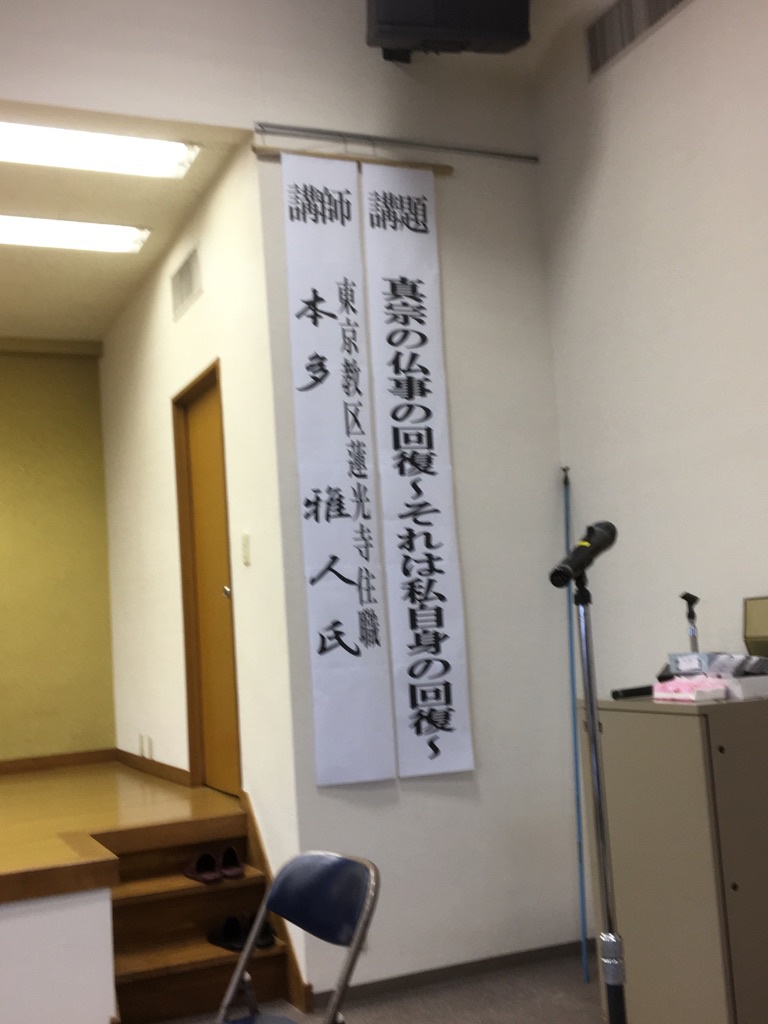 講題
真宗の仏事の回復〜それは私自身の回復〜
講師
東京教区蓮光寺住職
本多 雅人氏